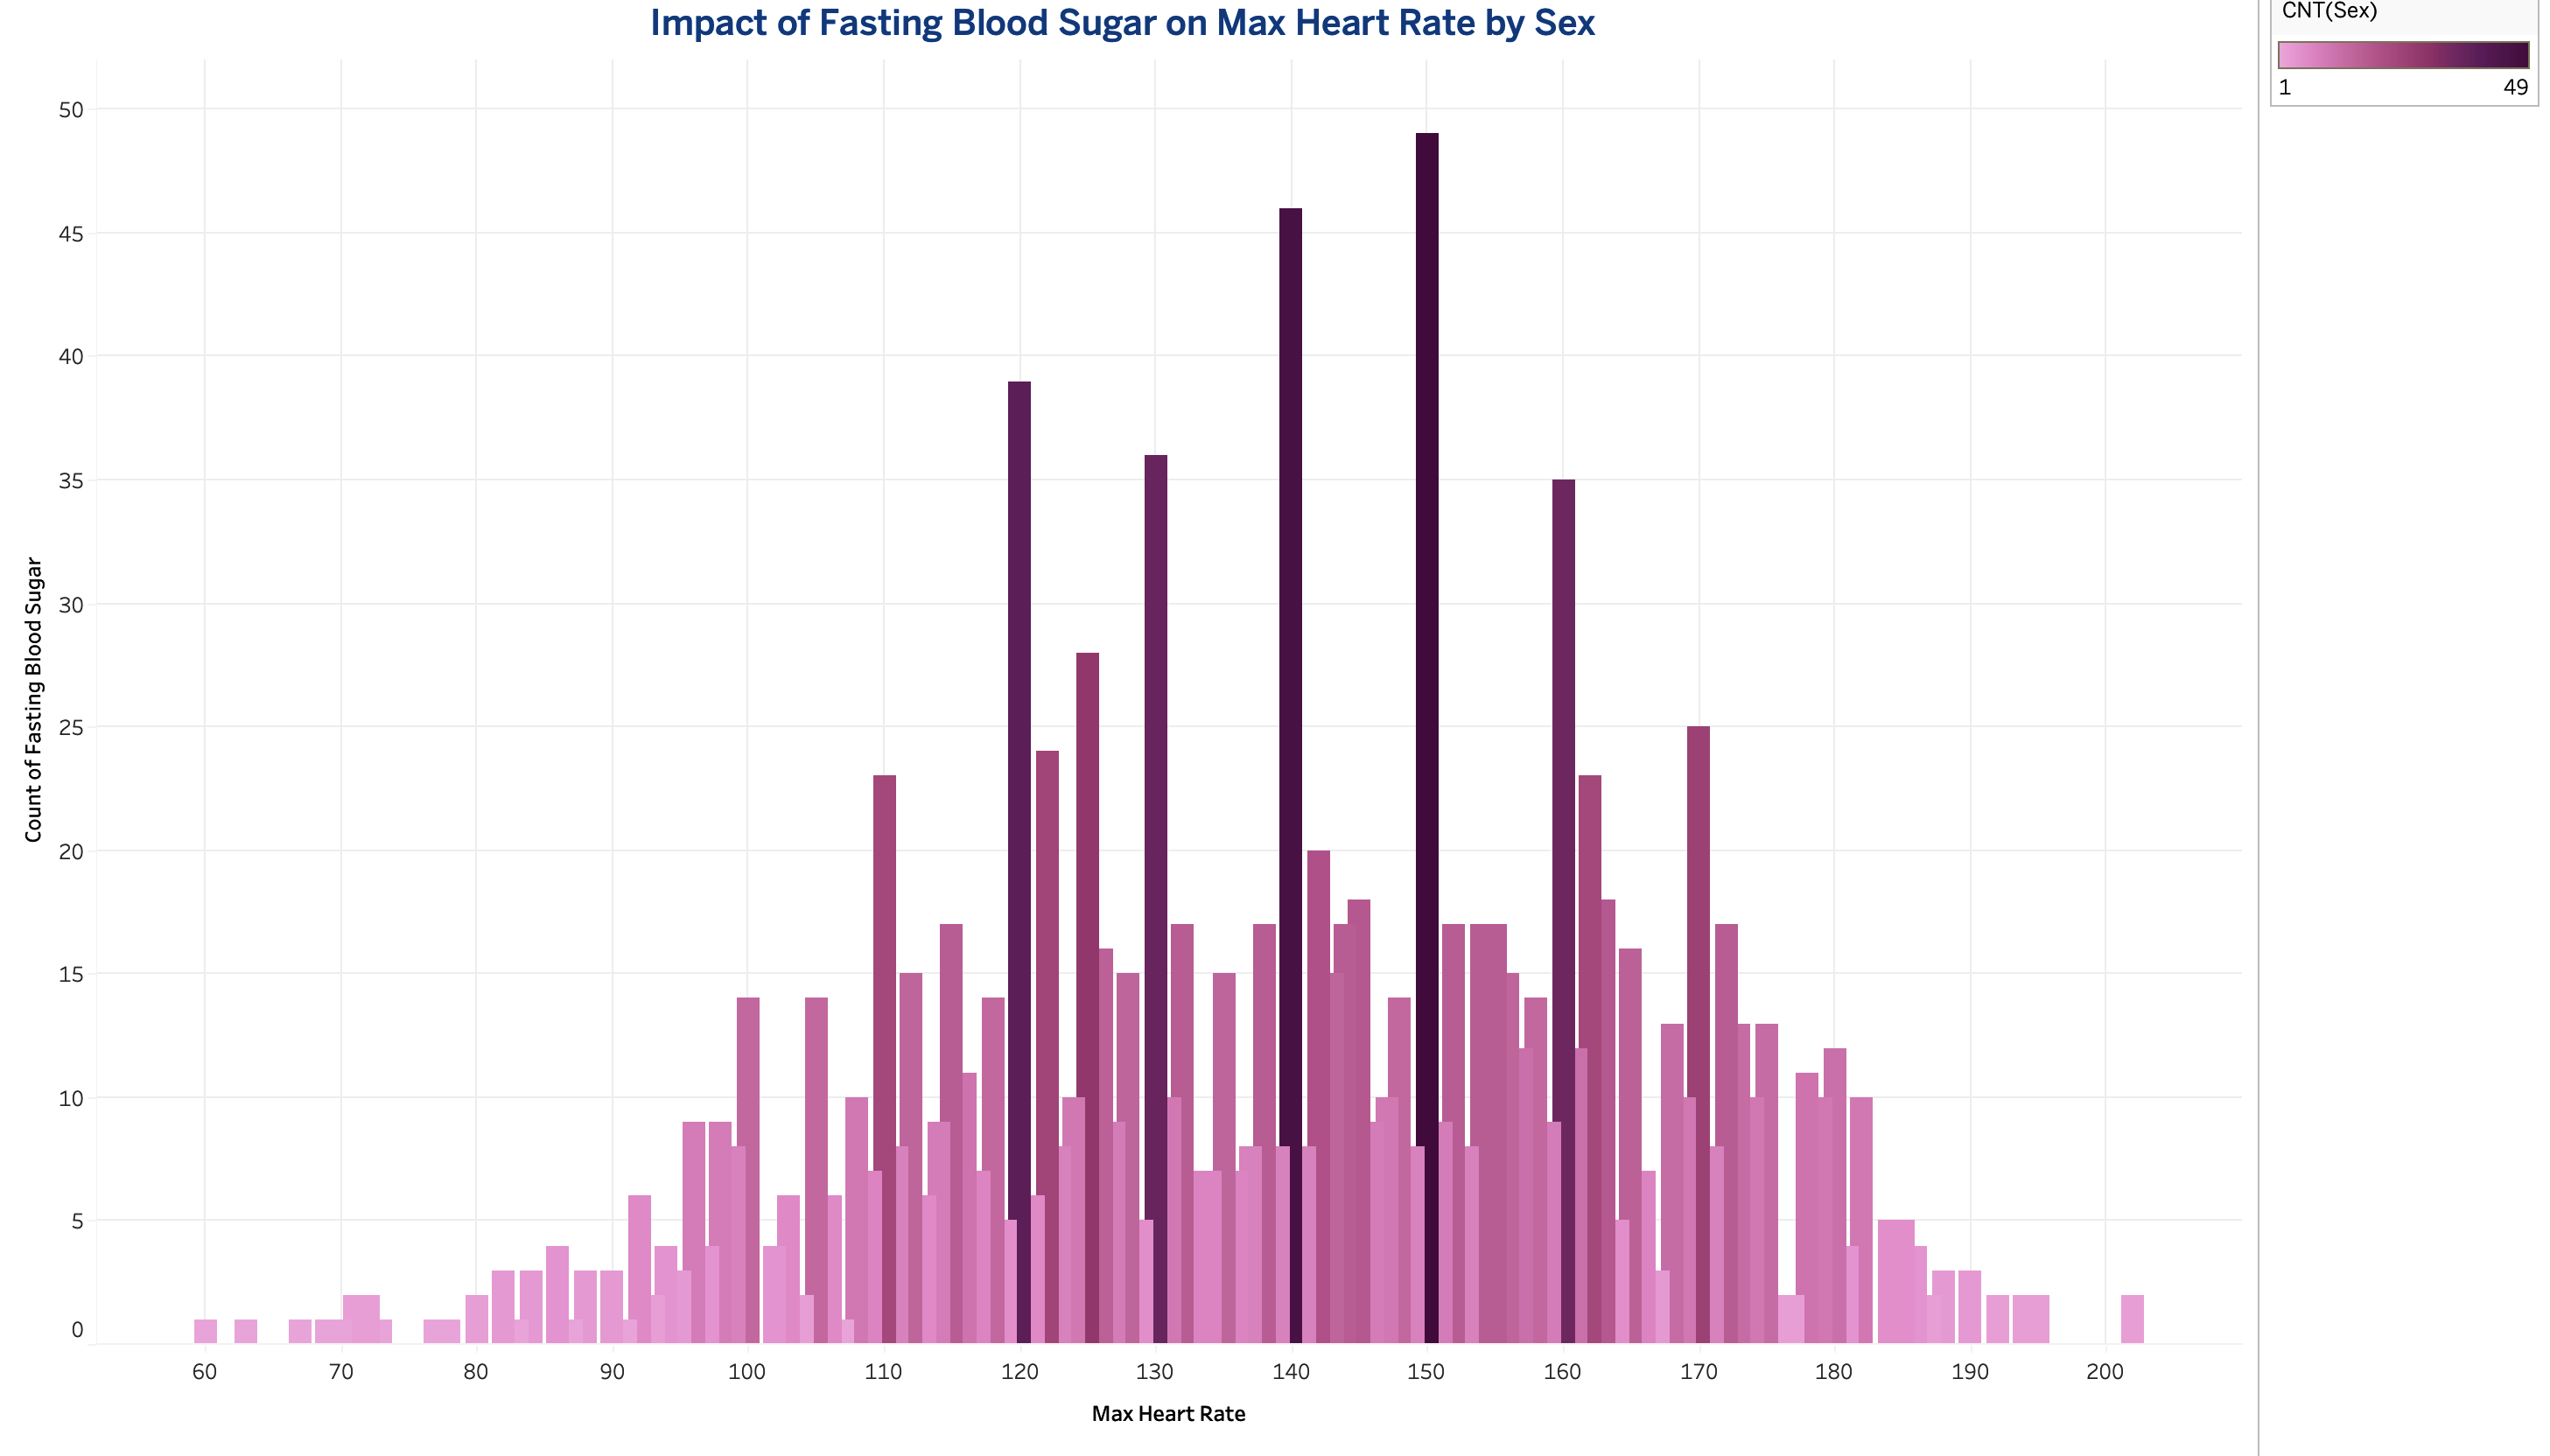 Impact of Fasting Blood Sugar on Max Heart Rate by Sex
CNT(Sex)
1 49
Count of Fasting Blood Sugar
50
45
40
35
30
25
20
15
10
5
0
60 70 80 90 100 110 120 130 140 150 160 170 180 190 200
Max Heart Rate